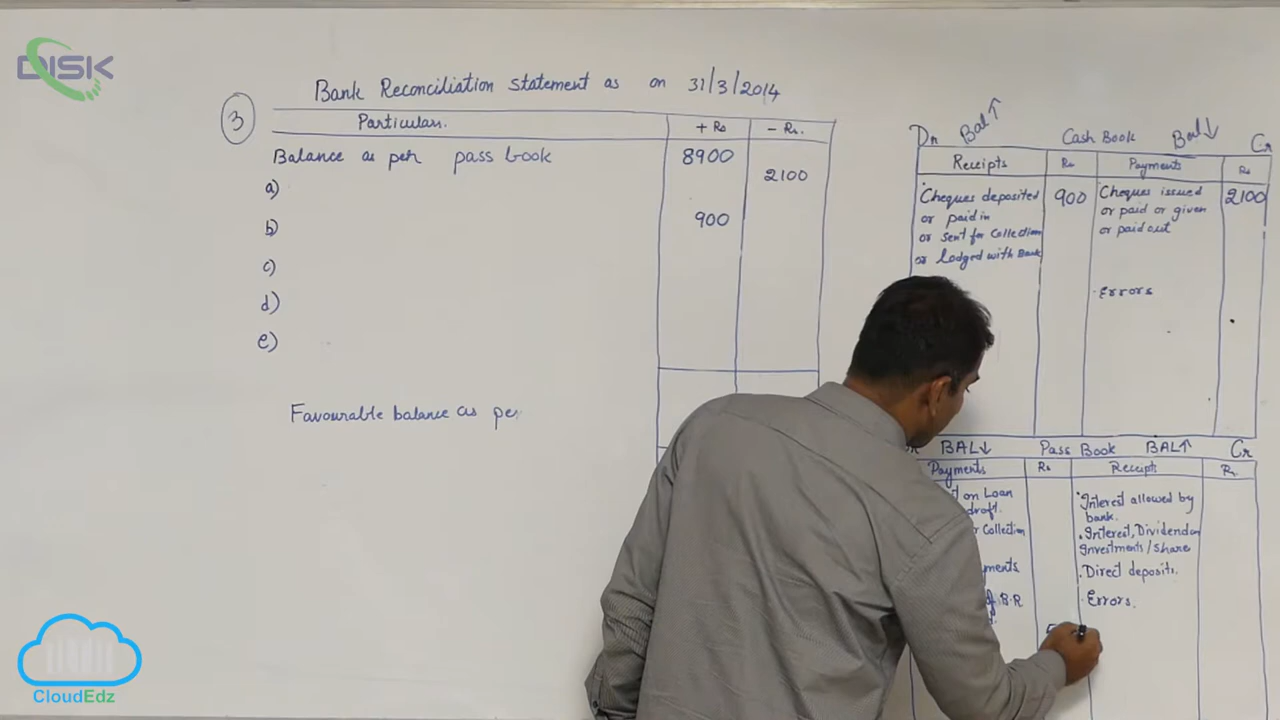 DISK
Bank Reconciliation Statement as on 31/3/2014
3
Particulars. + Rs - Rs.
Balance as per pass book 8900
a) 2100
b) 900
c)
d)
e)
Favourable balance as per
Dr Bal↑ Cash Book Bal↓ Cr
Receipts Rs Payments Rs
Cheques deposited 900 Cheques issued 2100
or paid in or paid or given
or sent for Collection or paid out
or lodged with Bank
Errors
BAL↓ Pass Book BAL↑ Cr
Payments Rs Receipts Rs.
on Loan Interest allowed by
bank.
Collection Interest, Dividend on
Investments/Share
Direct deposits.
B.R Errors.
CloudEdz